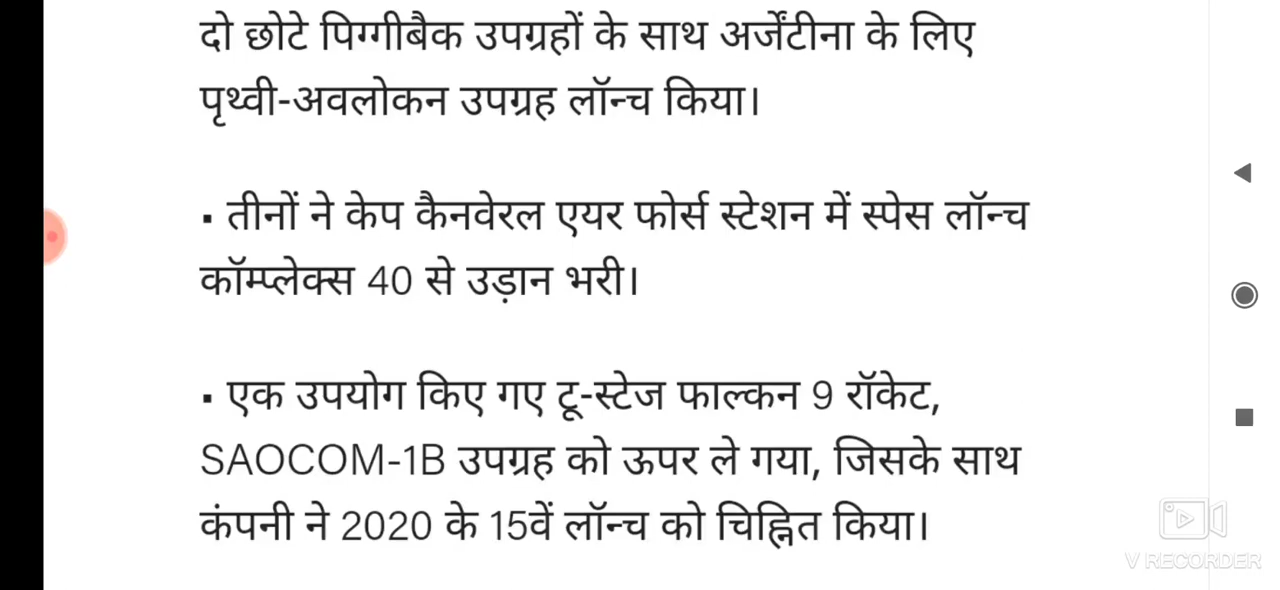 दो छोटे पिग्गीबैक उपग्रहों के साथ अर्जेंटीना के लिए
पृथ्वी-अवलोकन उपग्रह लॉन्च किया।
▪ तीनों ने केप कैनवेरल एयर फोर्स स्टेशन में स्पेस लॉन्च
कॉम्प्लेक्स 40 से उड़ान भरी।
▪ एक उपयोग किए गए टू-स्टेज फाल्कन 9 रॉकेट,
SAOCOM-1B उपग्रह को ऊपर ले गया, जिसके साथ
कंपनी ने 2020 के 15वें लॉन्च को चिह्नित किया।
V RECORDER